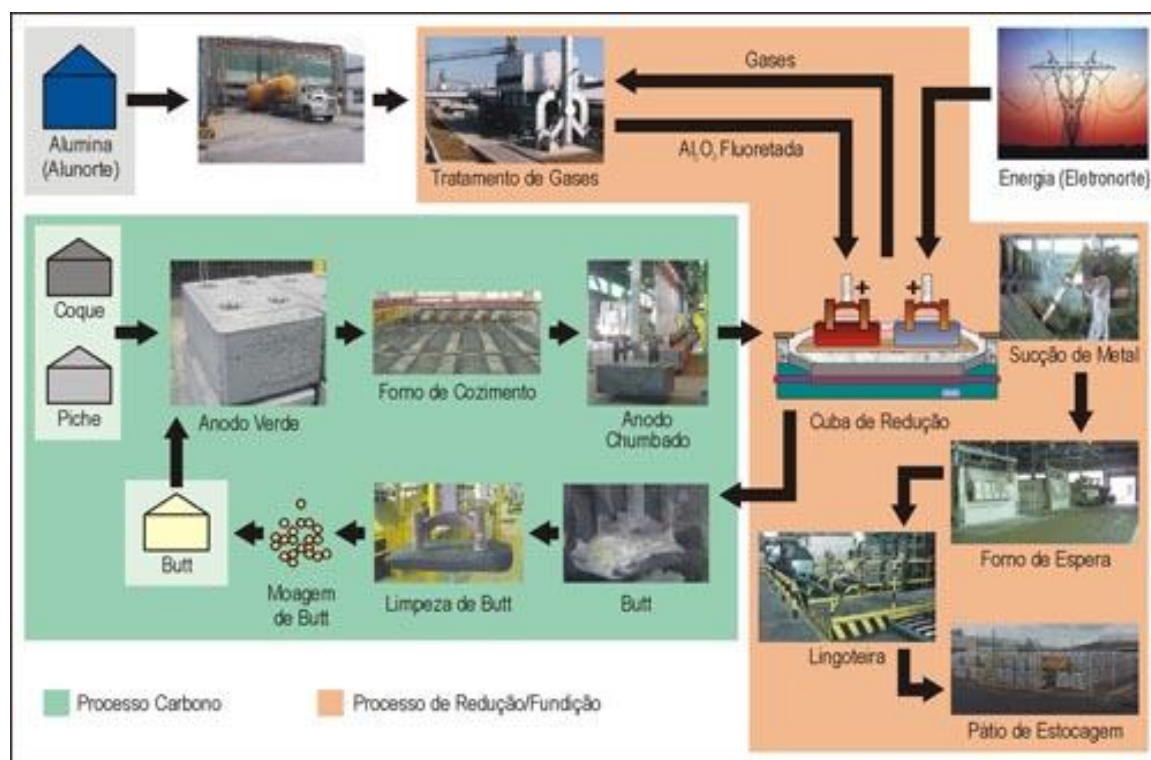 Alumina
(Alunorte)
Tratamento de Gases
Gases
Al₂O₃ Fluoretada
Energia (Eletronorte)
Coque
Piche
Anodo Verde
Forno de Cozimento
Anodo
Chumbado
+
+
Cuba de Redução
Sucção de Metal
Butt
Moagem
de Butt
Limpeza de Butt
Butt
Forno de Espera
Lingoteira
Pátio de Estocagem
Processo Carbono
Processo de Redução/Fundição